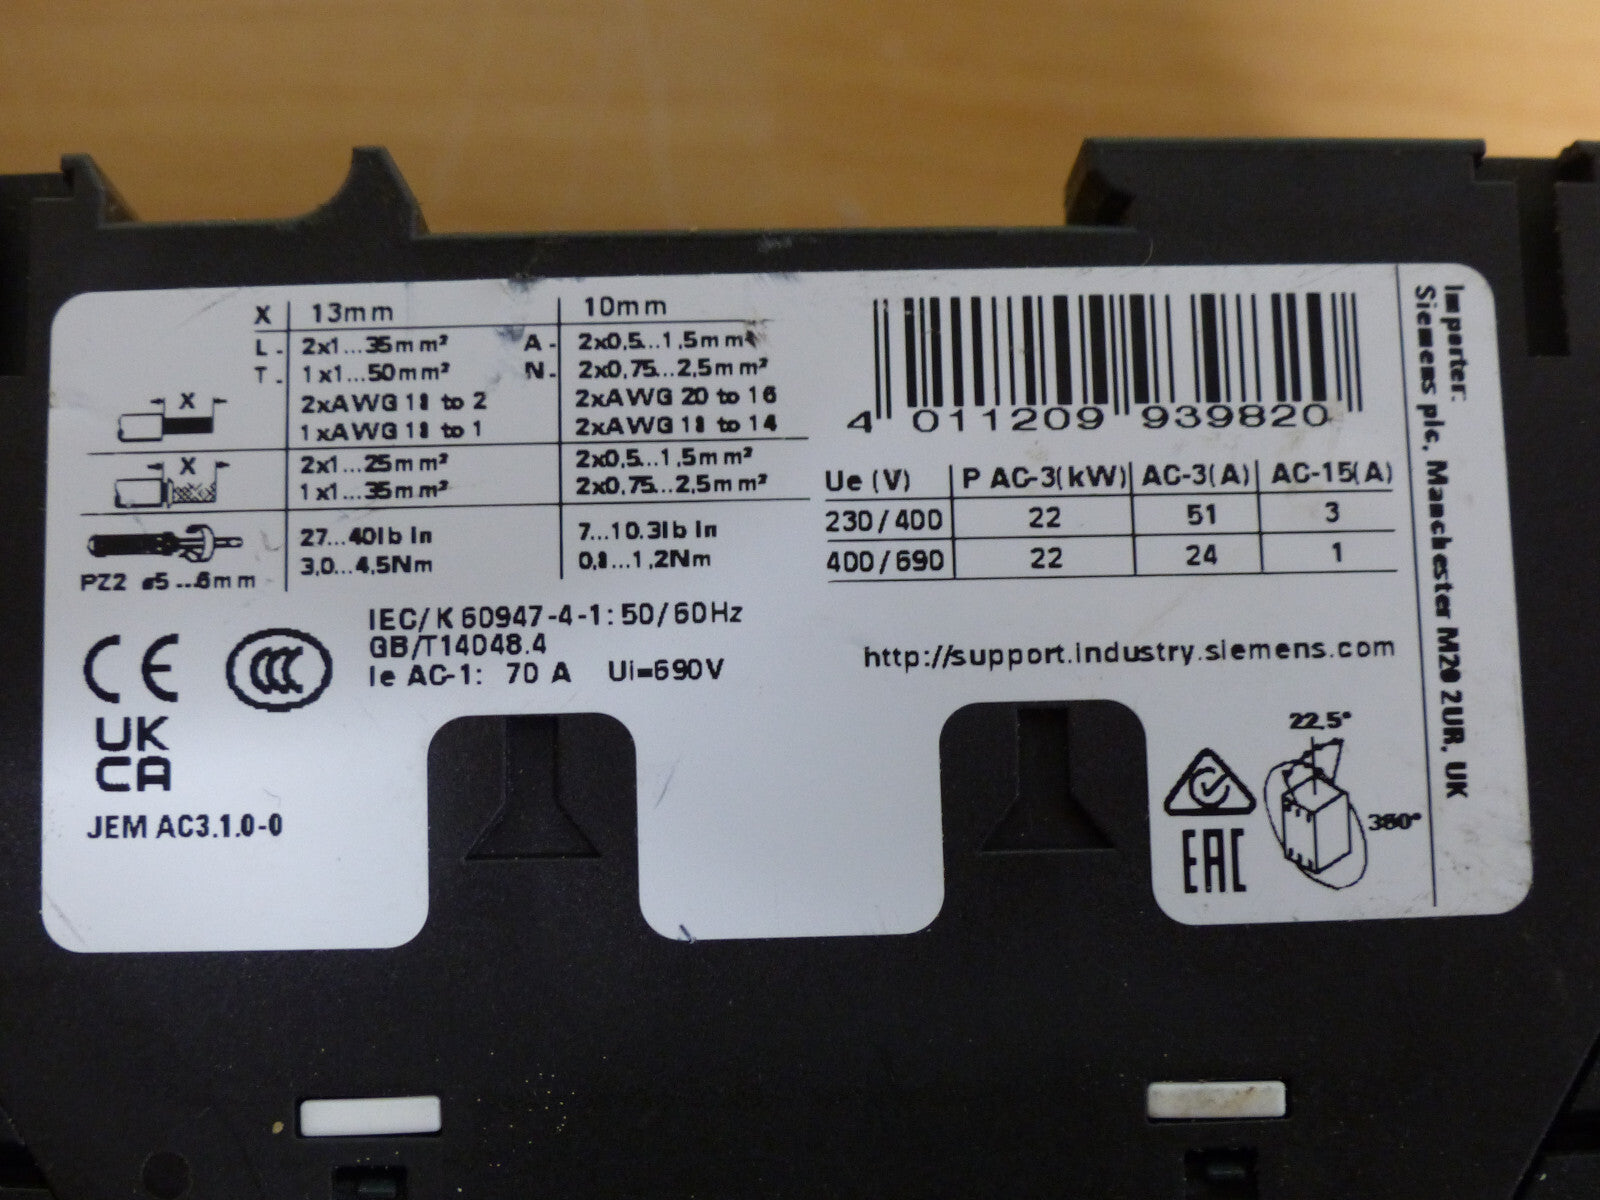 X 13mm 10mm
L- 2x1...35mm² A- 2x0,5...1,5mm²
T- 1x1...50mm² N- 2x0,75...2,5mm²
2xAWG 18 to 2 2xAWG 20 to 16
1xAWG 18 to 1 2xAWG 18 to 14
X
X 2x1...25mm² 2x0,5...1,5mm²
1x1...35mm² 2x0,75...2,5mm²
27...40lb in 7...10.3lb in
3,0...4,5Nm 0,8...1,2Nm
PZ2 ø5...6mm
IEC/K 60947-4-1: 50/60Hz
GB/T14048.4
Ie AC-1: 70 A Ui=690V
CE CCC
UK
CA
JEM AC3.1.0-0
4 011209 939820
Ue (V) P AC-3(kW) AC-3(A) AC-15(A)
230/400 22 51 3
400/690 22 24 1
http://support.industry.siemens.com
22,5°
360°
EAC
Importer:
Siemens plc, Manchester M20 2UR, UK